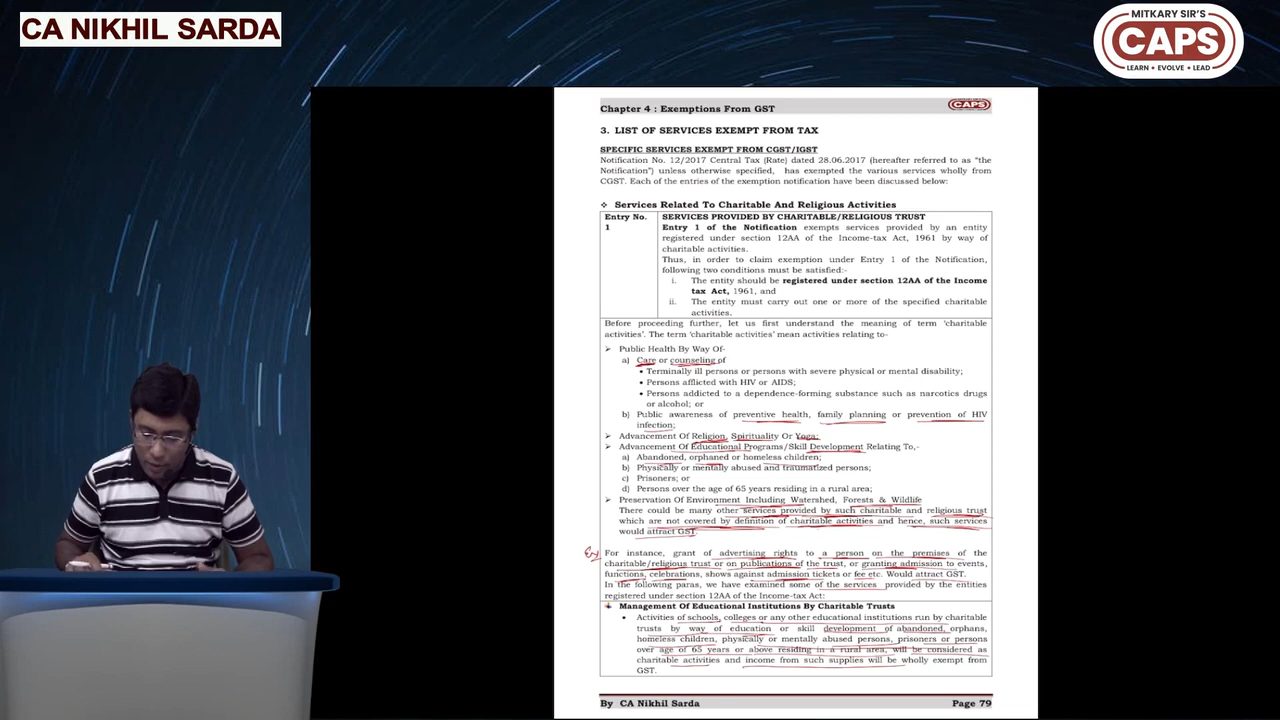 CA NIKHIL SARDA
MITKARY SIR'S
CAPS
LEARN • EVOLVE • LEAD
Chapter 4 : Exemptions From GST
CAPS
3. LIST OF SERVICES EXEMPT FROM TAX
SPECIFIC SERVICES EXEMPT FROM CGST/IGST
Notification No. 12/2017 Central Tax (Rate) dated 28.06.2017 (hereafter referred to as "the
Notification") unless otherwise specified, has exempted the various services wholly from
CGST. Each of the entries of the exemption notification have been discussed below:
❖ Services Related To Charitable And Religious Activities
Entry No. SERVICES PROVIDED BY CHARITABLE/RELIGIOUS TRUST
1 Entry 1 of the Notification exempts services provided by an entity
registered under section 12AA of the Income-tax Act, 1961 by way of
charitable activities.
Thus, in order to claim exemption under Entry 1 of the Notification,
following two conditions must be satisfied:-
i. The entity should be registered under section 12AA of the Income
tax Act, 1961, and
ii. The entity must carry out one or more of the specified charitable
activities.
Before proceeding further, let us first understand the meaning of term 'charitable
activities'. The term 'charitable activities' mean activities relating to-
➢ Public Health By Way Of-
a) Care or counseling of
• Terminally ill persons or persons with severe physical or mental disability;
• Persons afflicted with HIV or AIDS;
• Persons addicted to a dependence-forming substance such as narcotics drugs
or alcohol; or
b) Public awareness of preventive health, family planning or prevention of HIV
infection;
➢ Advancement Of Religion, Spirituality Or Yoga;
➢ Advancement Of Educational Programs/Skill Development Relating To,-
a) Abandoned, orphaned or homeless children;
b) Physically or mentally abused and traumatized persons;
c) Prisoners; or
d) Persons over the age of 65 years residing in a rural area;
➢ Preservation Of Environment Including Watershed, Forests & Wildlife
There could be many other services provided by such charitable and religious trust
which are not covered by definition of charitable activities and hence, such services
would attract GST.
Ex
For instance, grant of advertising rights to a person on the premises of the
charitable/religious trust or on publications of the trust, or granting admission to events,
functions, celebrations, shows against admission tickets or fee etc. Would attract GST.
In the following paras, we have examined some of the services provided by the entities
registered under section 12AA of the Income-tax Act:
Management Of Educational Institutions By Charitable Trusts
• Activities of schools, colleges or any other educational institutions run by charitable
trusts by way of education or skill development of abandoned, orphans,
homeless children, physically or mentally abused persons, prisoners or persons
over age of 65 years or above residing in a rural area, will be considered as
charitable activities and income from such supplies will be wholly exempt from
GST.
By CA Nikhil Sarda Page 79